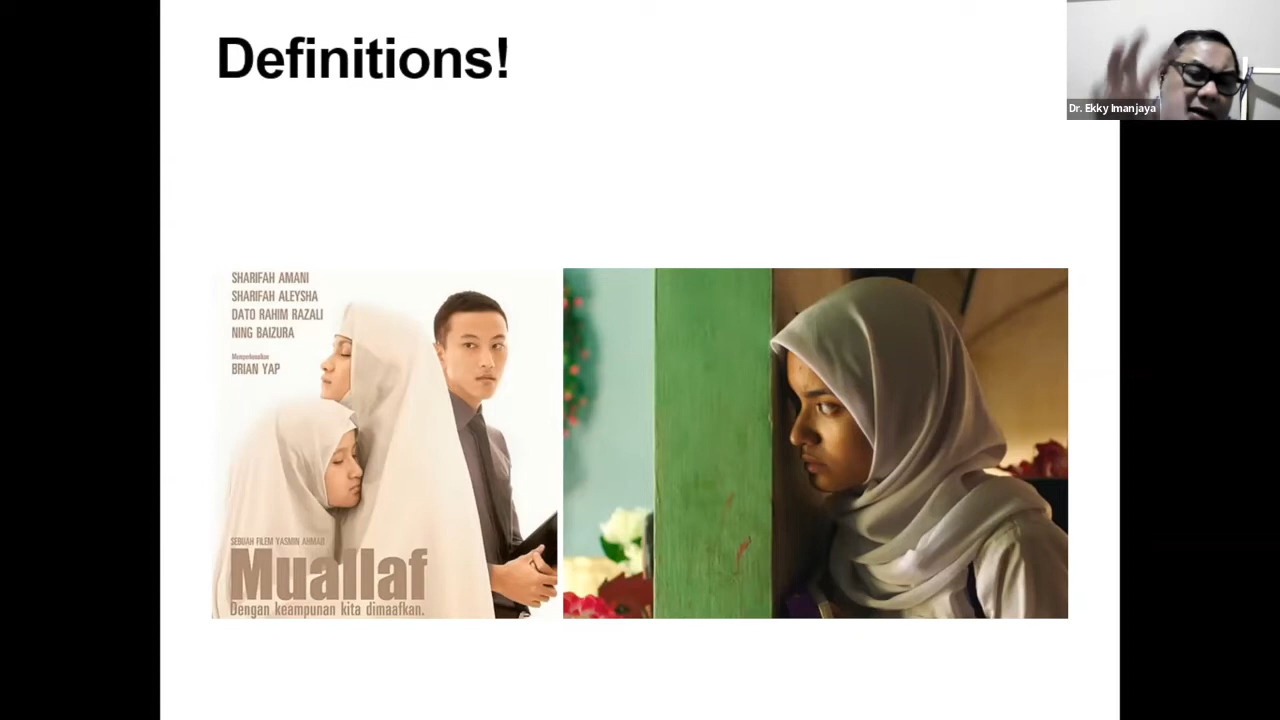 Definitions!
Dr. Ekky Imanjaya
SHARIFAH AMANI
SHARIFAH ALEYSHA
DATO RAHIM RAZALI
NING BAIZURA
Memperkenalkan
BRIAN YAP
SEBUAH FILEM YASMIN AHMAD
Muallaf
Dengan keampunan kita dimaafkan.